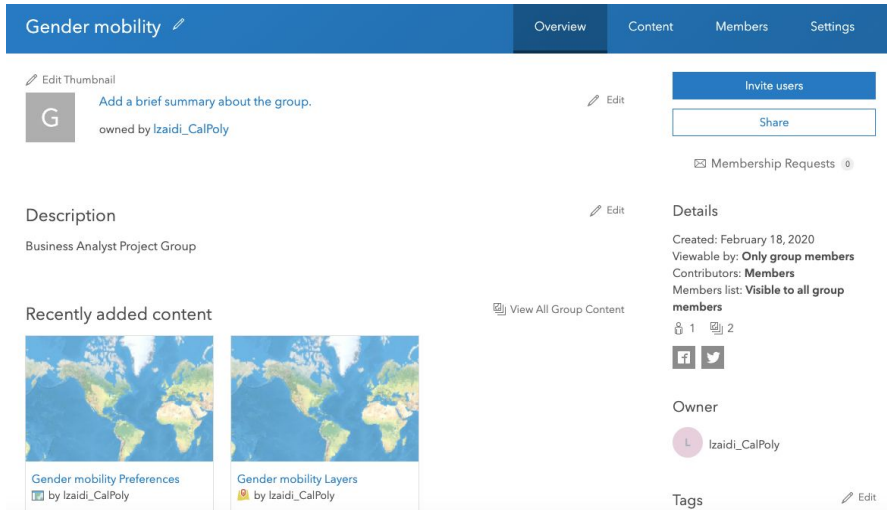 Gender mobility
Overview
Content
Members
Settings
Edit Thumbnail
G
Add a brief summary about the group.
Edit
owned by lzaidi_CalPoly
Invite users
Share
Membership Requests 0
Description
Edit
Business Analyst Project Group
Details
Created: February 18, 2020
Viewable by: Only group members
Contributors: Members
Members list: Visible to all group
members
1 2
Recently added content
View All Group Content
Gender mobility Preferences
by lzaidi_CalPoly
Gender mobility Layers
by lzaidi_CalPoly
Owner
L
lzaidi_CalPoly
Tags
Edit